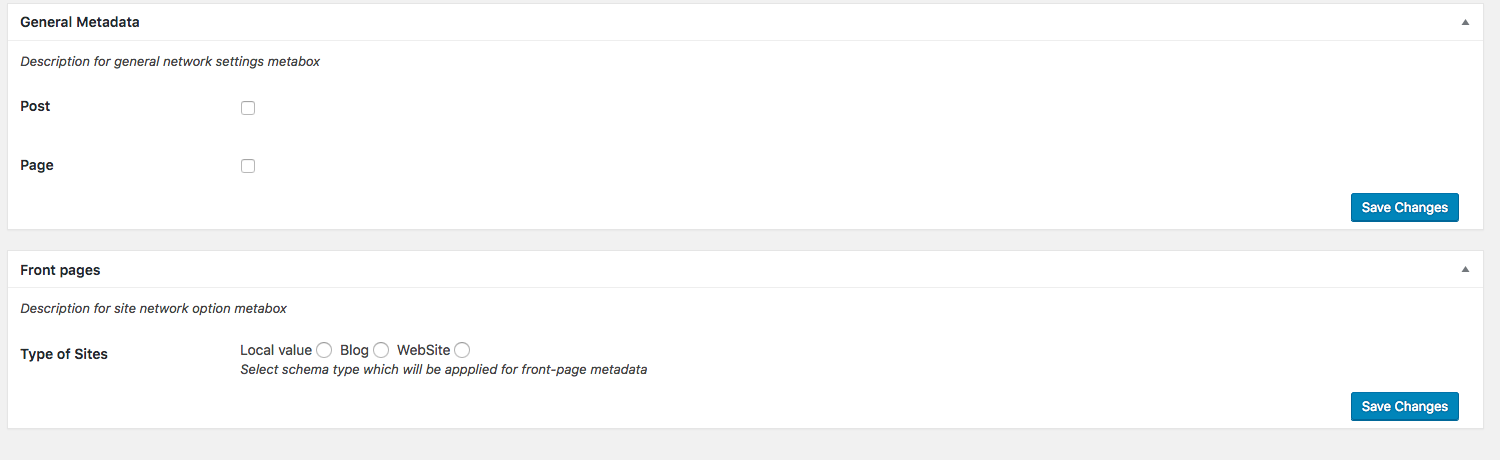 General Metadata
Description for general network settings metabox
Post
Page
Save Changes
Front pages
Description for site network option metabox
Type of Sites
Local value Blog WebSite
Select schema type which will be appplied for front-page metadata
Save Changes